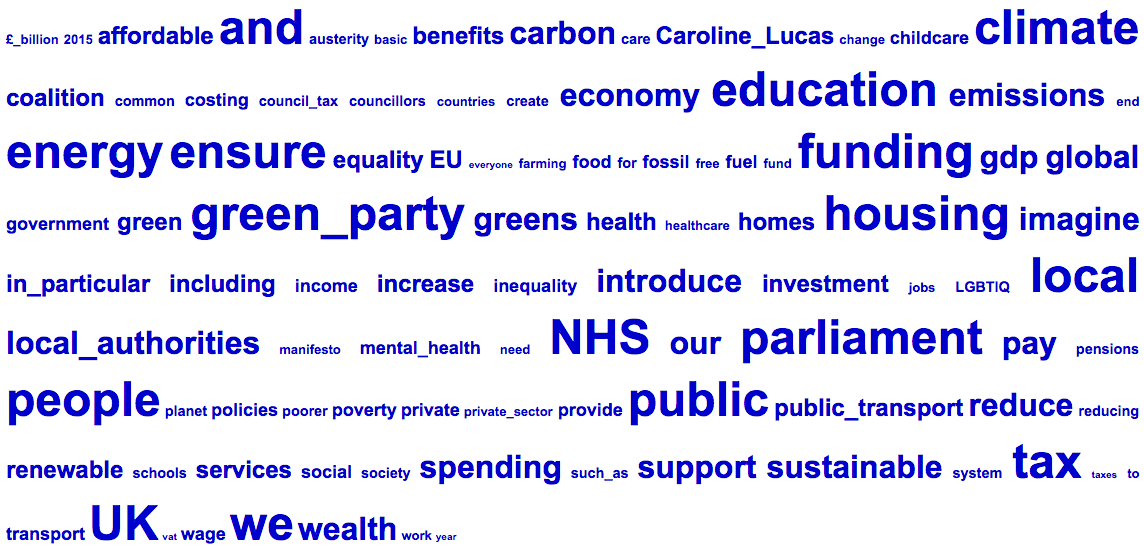 £_billion 2015 affordable and austerity basic benefits carbon care Caroline_Lucas change childcare climate
coalition common costing council_tax councillors countries create economy education emissions end
energy ensure equality EU everyone farming food for fossil free fuel fund funding gdp global
government green green_party greens health healthcare homes housing imagine
in_particular including income increase inequality introduce investment jobs LGBTIQ local
local_authorities manifesto mental_health need NHS our parliament pay pensions
people planet policies poorer poverty private private_sector provide public public_transport reduce reducing
renewable schools services social society spending such_as support sustainable system tax taxes to
transport UK vat wage we wealth work year